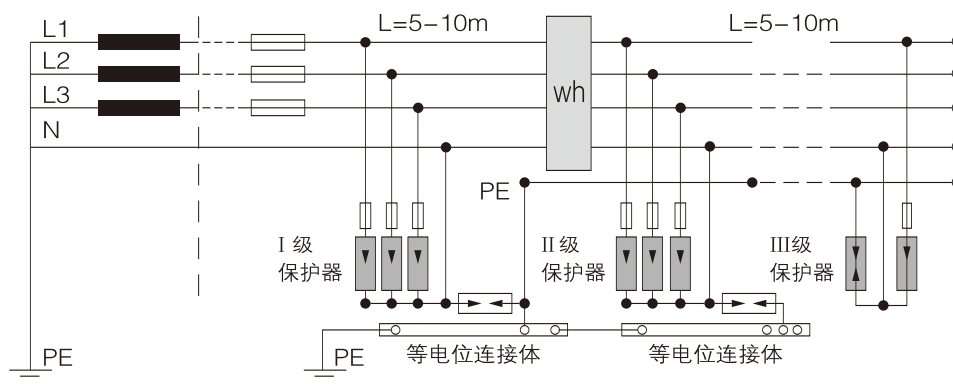 L1
L=5-10m
L=5-10m
L2
L3
wh
N
PE
I 级
保护器
II 级
保护器
III级
保护器
PE
PE
等电位连接体
等电位连接体